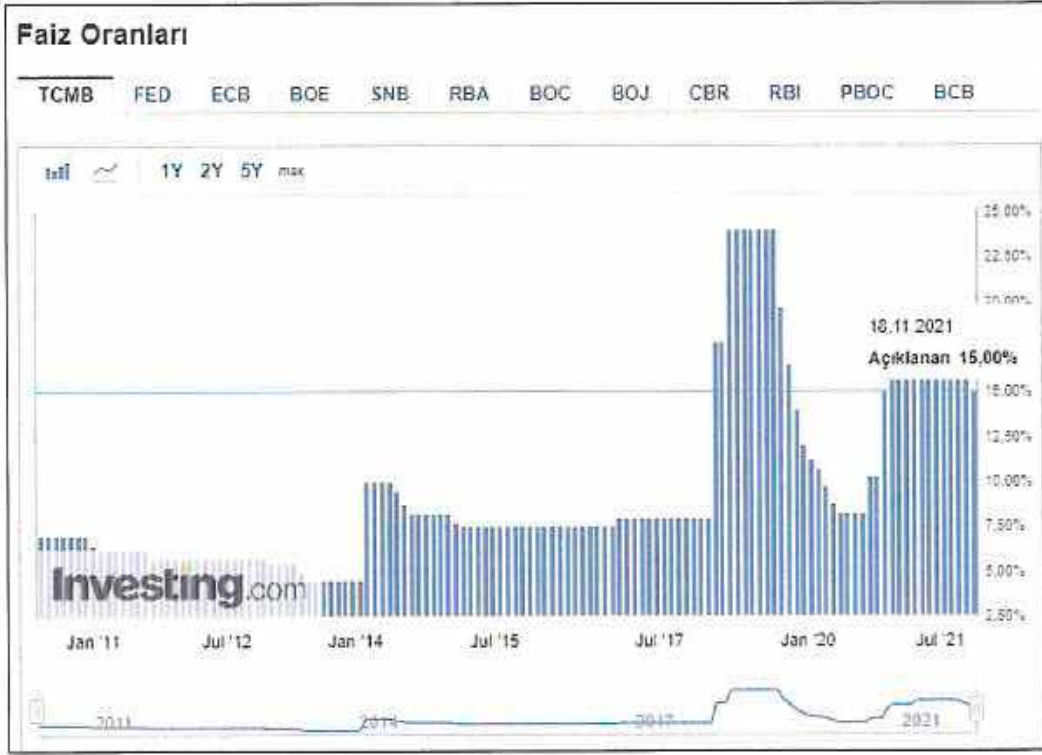 Faiz Oranları
TCMB FED ECB BOE SNB RBA BOC BOJ CBR RBI PBOC BCB
1Y 2Y 5Y max
25.00%
22.50%
20.00%
18.11.2021
Açıklanan 15,00%
15.00%
12.50%
10.00%
7.50%
5.00%
2.50%
Investing.com
Jan '11 Jul '12 Jan '14 Jul '15 Jul '17 Jan '20 Jul '21
2011 2014 2017 2021